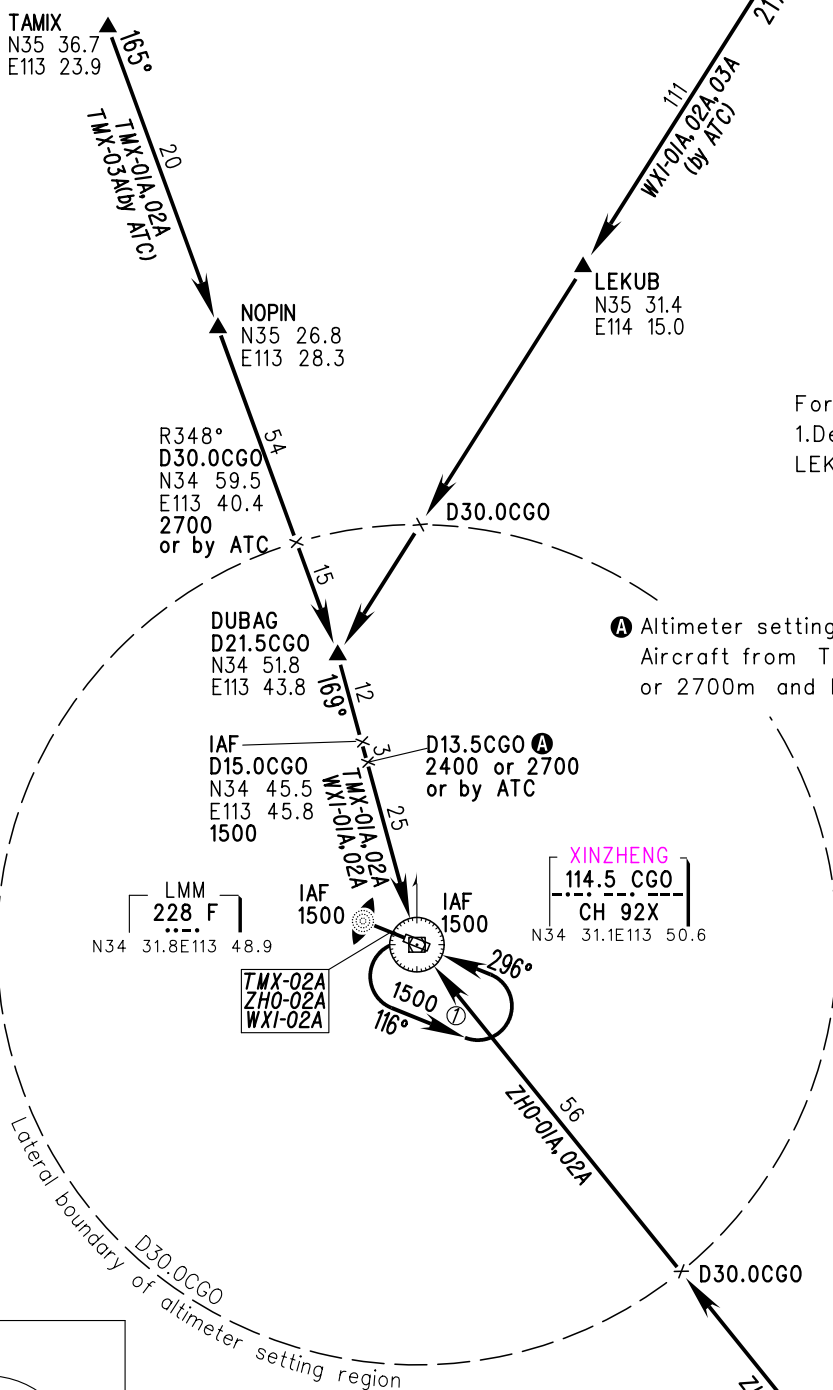 TAMIX
N35 36.7
E113 23.9
165°
20
TMX-01A,02A
TMX-03A(by ATC)
111
WXI-01A,02A,03A
(by ATC)
LEKUB
N35 31.4
E114 15.0
NOPIN
N35 26.8
E113 28.3
54
R348°
D30.0CGO
N34 59.5
E113 40.4
2700
or by ATC
For
LEK
D30.0CGO
15
DUBAG
D21.5CGO
N34 51.8
E113 43.8
169°
12
A Altimeter setting
Aircraft from T
or 2700m and
IAF
D15.0CGO
N34 45.5
E113 45.8
1500
3
D13.5CGO A
2400 or 2700
or by ATC
TMX-01A,02A
WXI-01A,02A
25
XINZHENG
114.5 CGO
CH 92X
N34 31.1E113 50.6
LMM
228 F
N34 31.8E113 48.9
IAF
1500
IAF
1500
TMX-02A
ZHO-02A
WXI-02A
296°
1500 ①
116°
56
ZHO-01A,02A
D30.0CGO
D30.0CGO
Lateral boundary of altimeter setting region